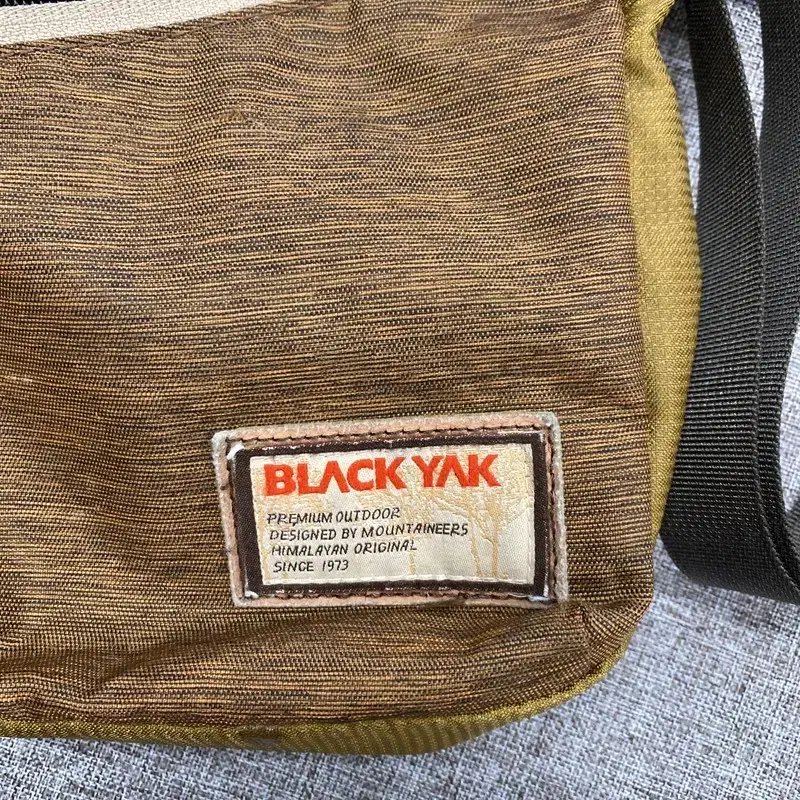 BLACK YAK
PREMIUM OUTDOOR
DESIGNED BY MOUNTAINEERS
HIMALAYAN ORIGINAL
SINCE 1973